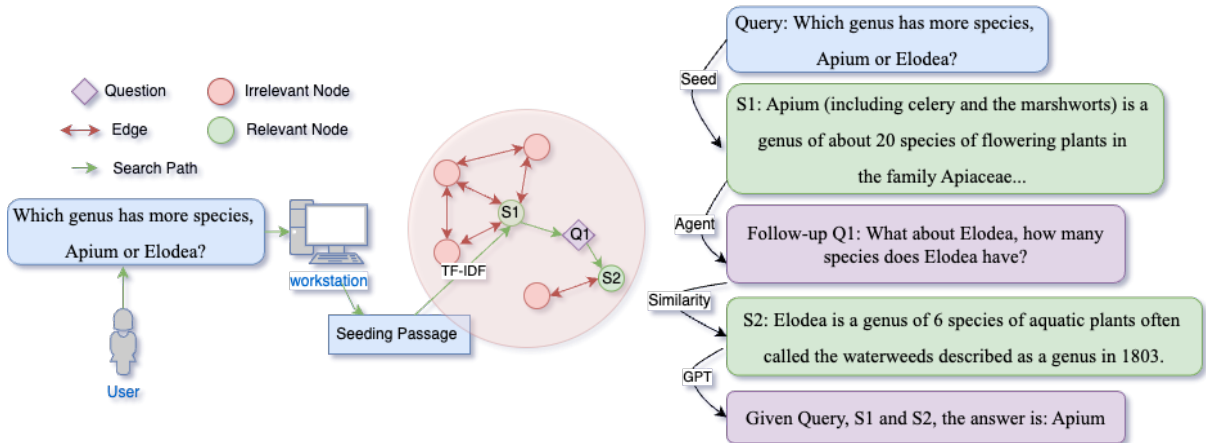 Question
Irrelevant Node
Edge
Relevant Node
Search Path
Which genus has more species,
Apium or Elodea?
workstation
User
Seeding Passage
TF-IDF
S1
Q1
S2
Query: Which genus has more species,
Apium or Elodea?
Seed
S1: Apium (including celery and the marshworts) is a
genus of about 20 species of flowering plants in
the family Apiaceae...
Agent
Follow-up Q1: What about Elodea, how many
species does Elodea have?
Similarity
S2: Elodea is a genus of 6 species of aquatic plants often
called the waterweeds described as a genus in 1803.
GPT
Given Query, S1 and S2, the answer is: Apium